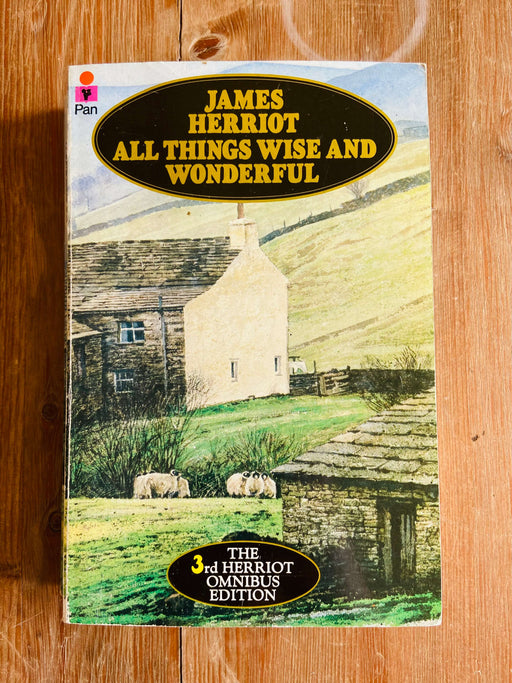 Pan
JAMES
HERRIOT
ALL THINGS WISE AND
WONDERFUL
THE
3rd HERRIOT
OMNIBUS
EDITION